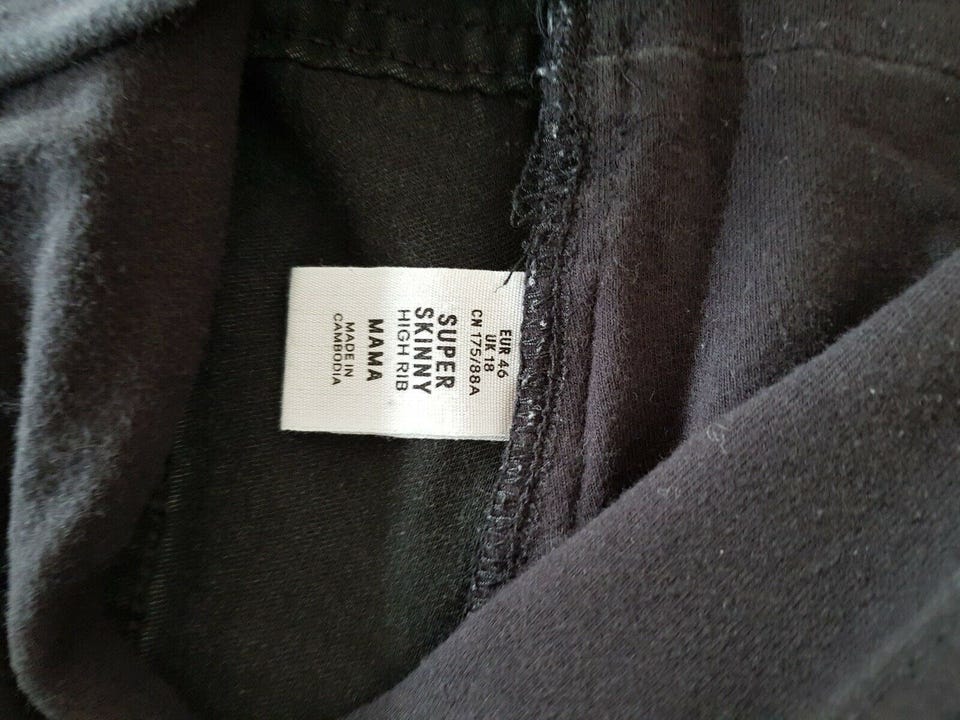 EUR 46
UK 18
CN 175/88A
SUPER
SKINNY
HIGH RIB
MAMA
MADE IN
CAMBODIA